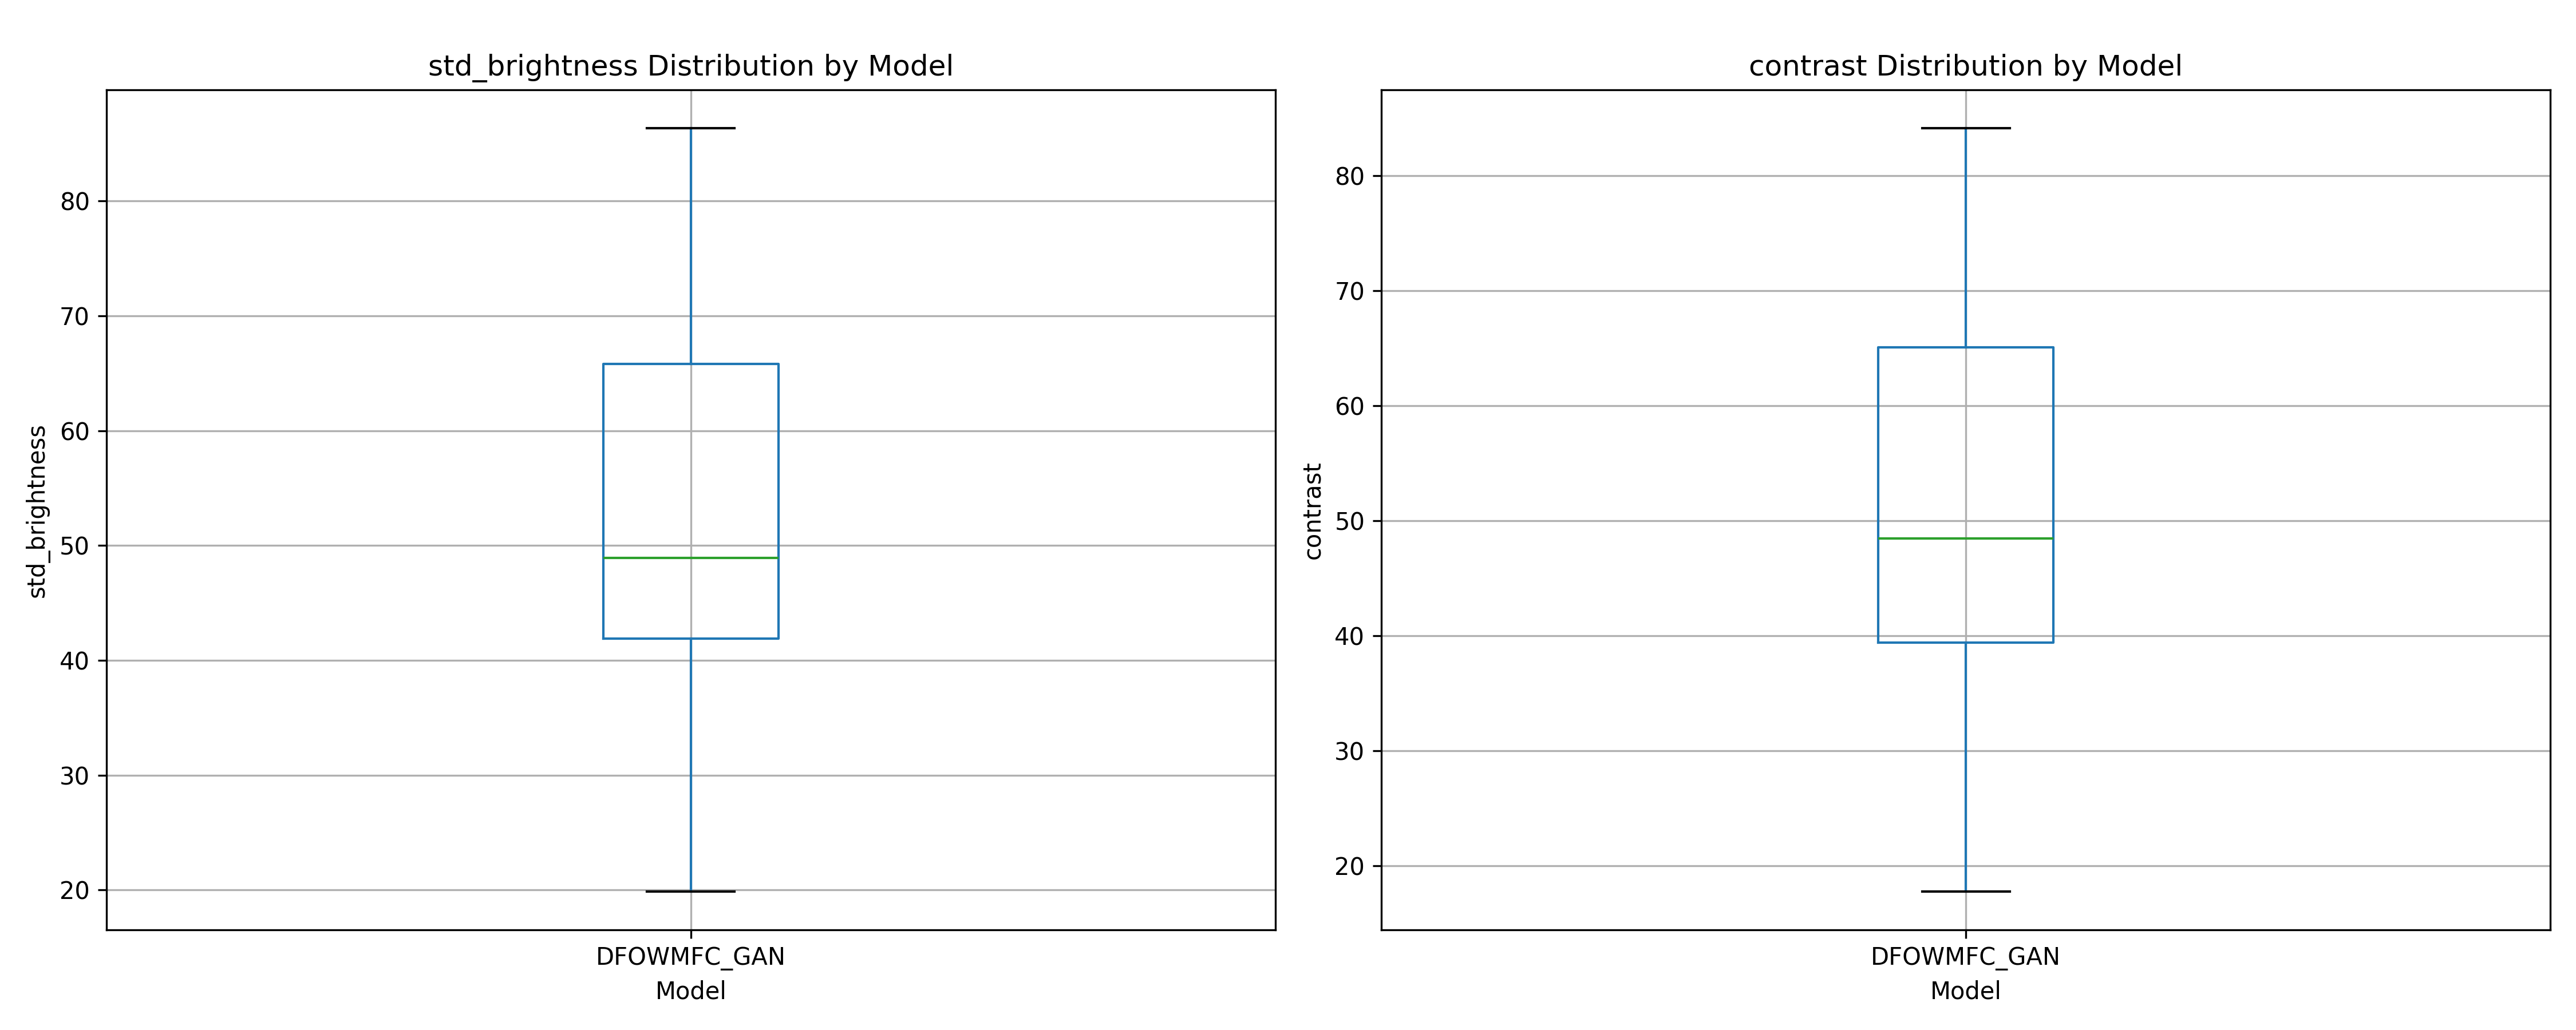 std_brightness Distribution by Model
80
70
60
50
40
30
20
std_brightness
DFOWMFC_GAN
Model
contrast Distribution by Model
80
70
60
50
40
30
20
contrast
DFOWMFC_GAN
Model